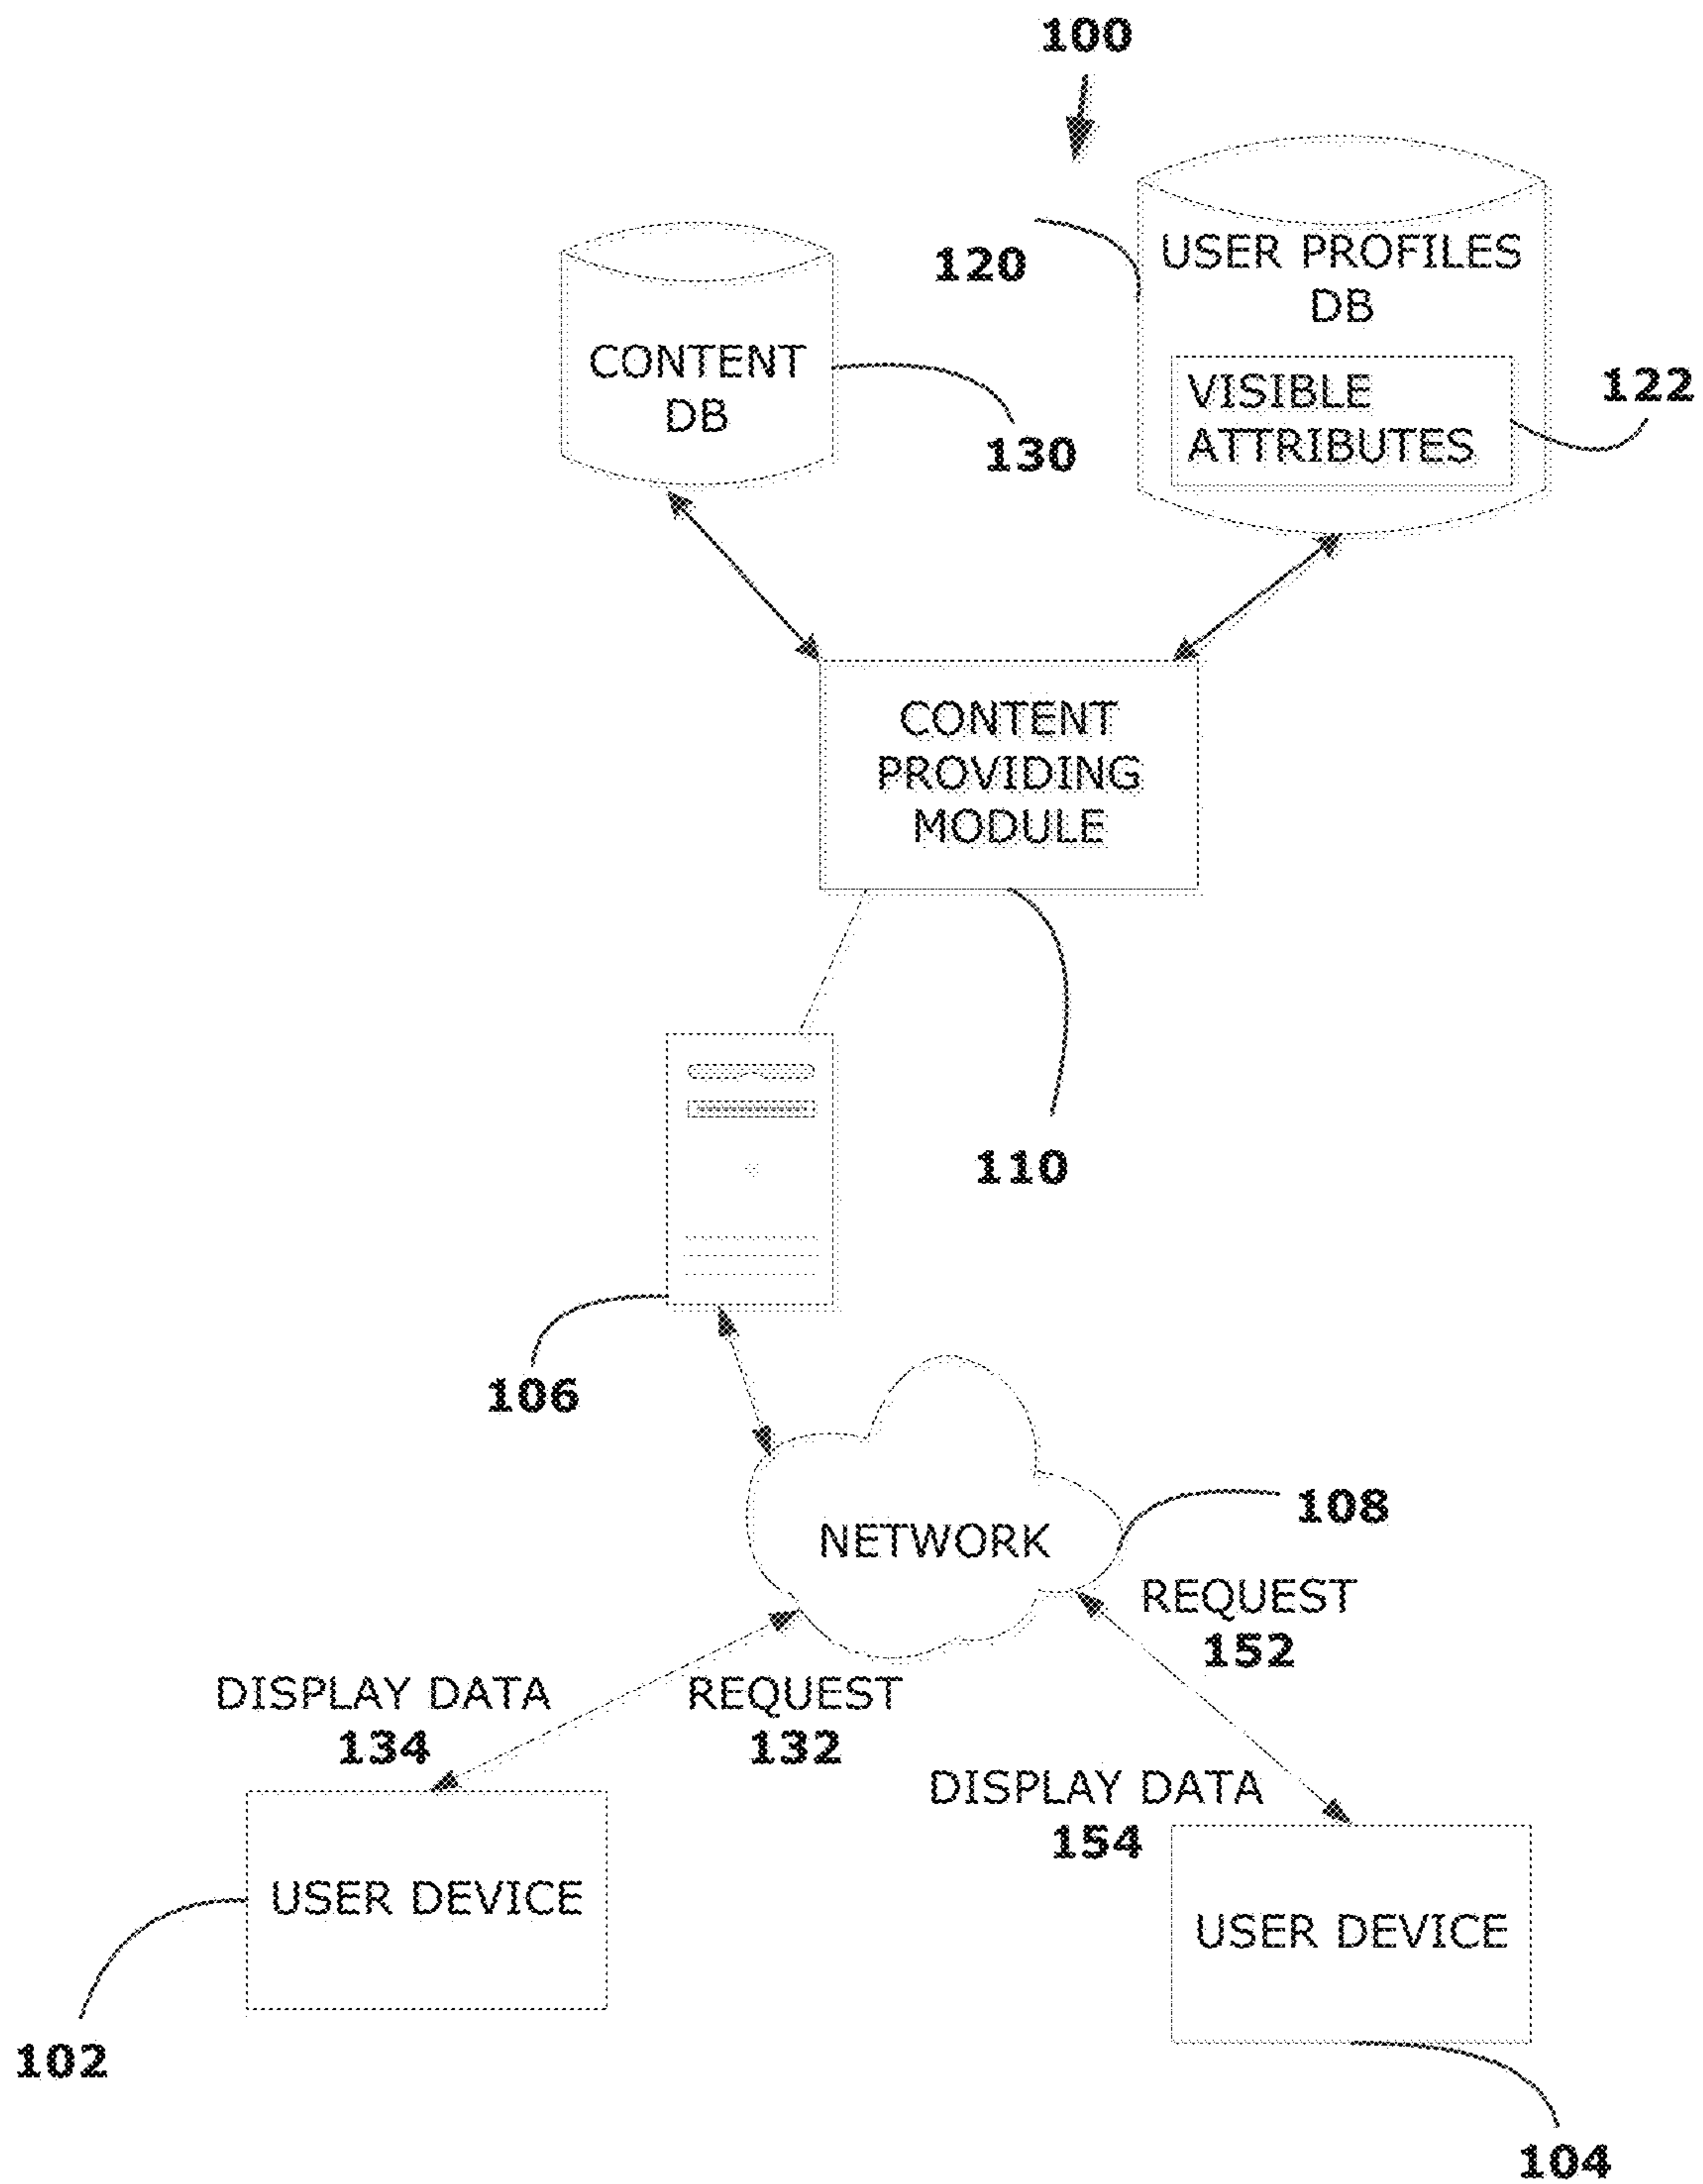 100
120
USER PROFILES
DB
CONTENT
DB
VISIBLE
ATTRIBUTES
122
130
CONTENT
PROVIDING
MODULE
110
106
NETWORK
108
REQUEST
152
DISPLAY DATA
134
REQUEST
132
DISPLAY DATA
154
USER DEVICE
USER DEVICE
102
104